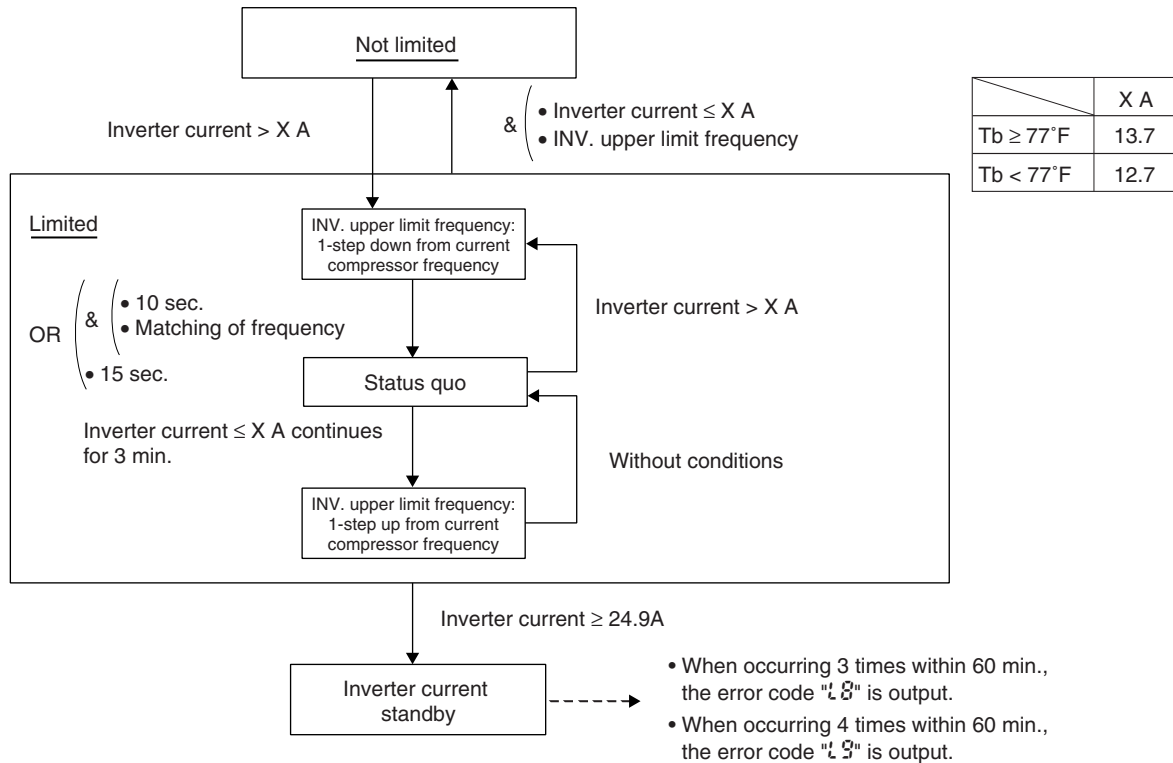 Not limited
Inverter current > X A
& • Inverter current ≤ X A
• INV. upper limit frequency
X A
Tb ≥ 77˚F 13.7
Tb < 77˚F 12.7
Limited
INV. upper limit frequency:
1-step down from current
compressor frequency
OR & • 10 sec.
• Matching of frequency
• 15 sec.
Inverter current > X A
Status quo
Inverter current ≤ X A continues
for 3 min.
Without conditions
INV. upper limit frequency:
1-step up from current
compressor frequency
Inverter current ≥ 24.9A
Inverter current
standby
• When occurring 3 times within 60 min.,
the error code "L8" is output.
• When occurring 4 times within 60 min.,
the error code "L9" is output.